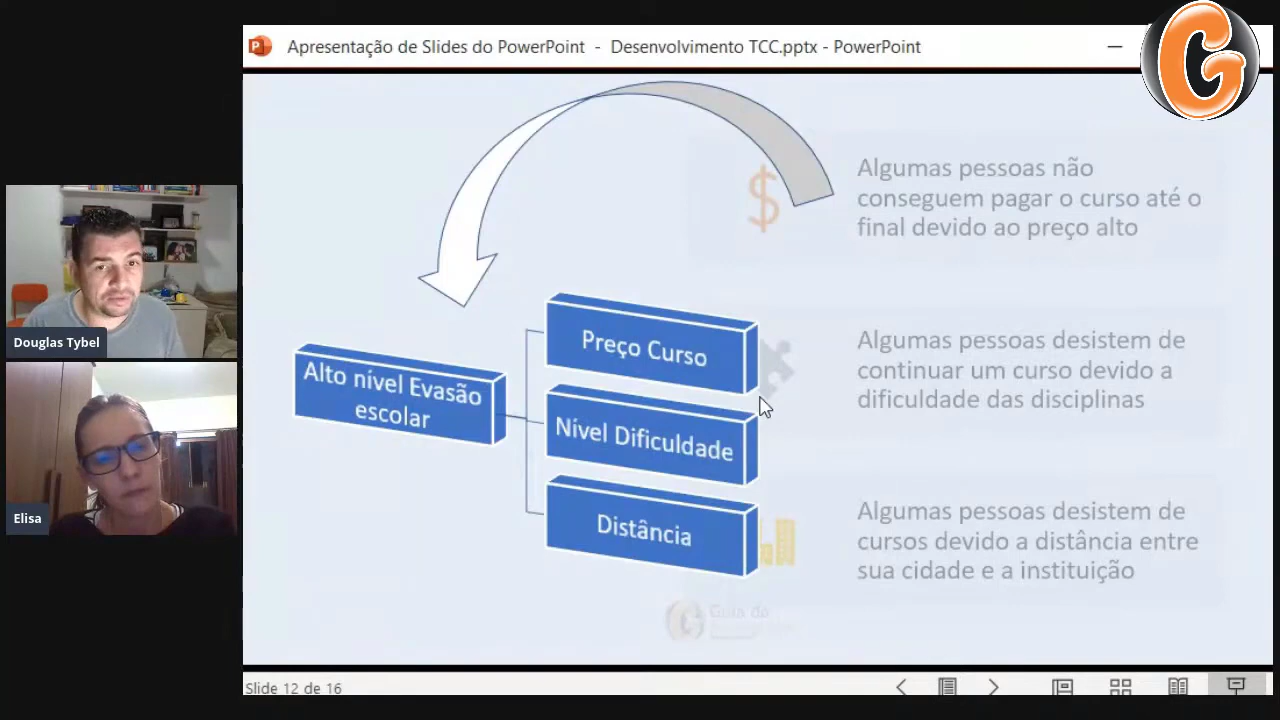 Apresentação de Slides do PowerPoint - Desenvolvimento TCC.pptx - PowerPoint
G
Algumas pessoas não
conseguem pagar o curso até o
final devido ao preço alto
$
Preço Curso
Alto nível Evasão
escolar
Nível Dificuldade
Distância
Algumas pessoas desistem de
continuar um curso devido a
dificuldade das disciplinas
Algumas pessoas desistem de
cursos devido a distância entre
sua cidade e a instituição
Guia da
Douglas Tybel
Elisa
Slide 12 de 16